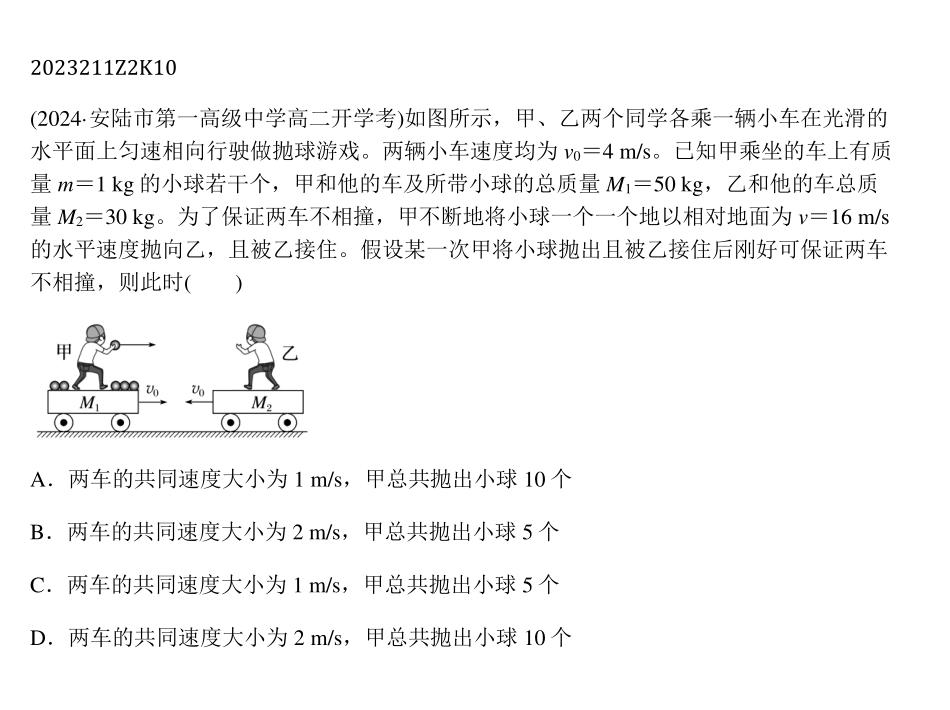 2023211Z2K10
(2024·安陆市第一高级中学高二开学考)如图所示，甲、乙两个同学各乘一辆小车在光滑的
水平面上匀速相向行驶做抛球游戏。两辆小车速度均为 v₀＝4 m/s。已知甲乘坐的车上有质
量 m＝1 kg 的小球若干个，甲和他的车及所带小球的总质量 M₁＝50 kg，乙和他的车总质
量 M₂＝30 kg。为了保证两车不相撞，甲不断地将小球一个一个地以相对地面为 v＝16 m/s
的水平速度抛向乙，且被乙接住。假设某一次甲将小球抛出且被乙接住后刚好可保证两车
不相撞，则此时(　　)
甲 乙
v₀ v₀
M₁ M₂
A．两车的共同速度大小为 1 m/s，甲总共抛出小球 10 个
B．两车的共同速度大小为 2 m/s，甲总共抛出小球 5 个
C．两车的共同速度大小为 1 m/s，甲总共抛出小球 5 个
D．两车的共同速度大小为 2 m/s，甲总共抛出小球 10 个